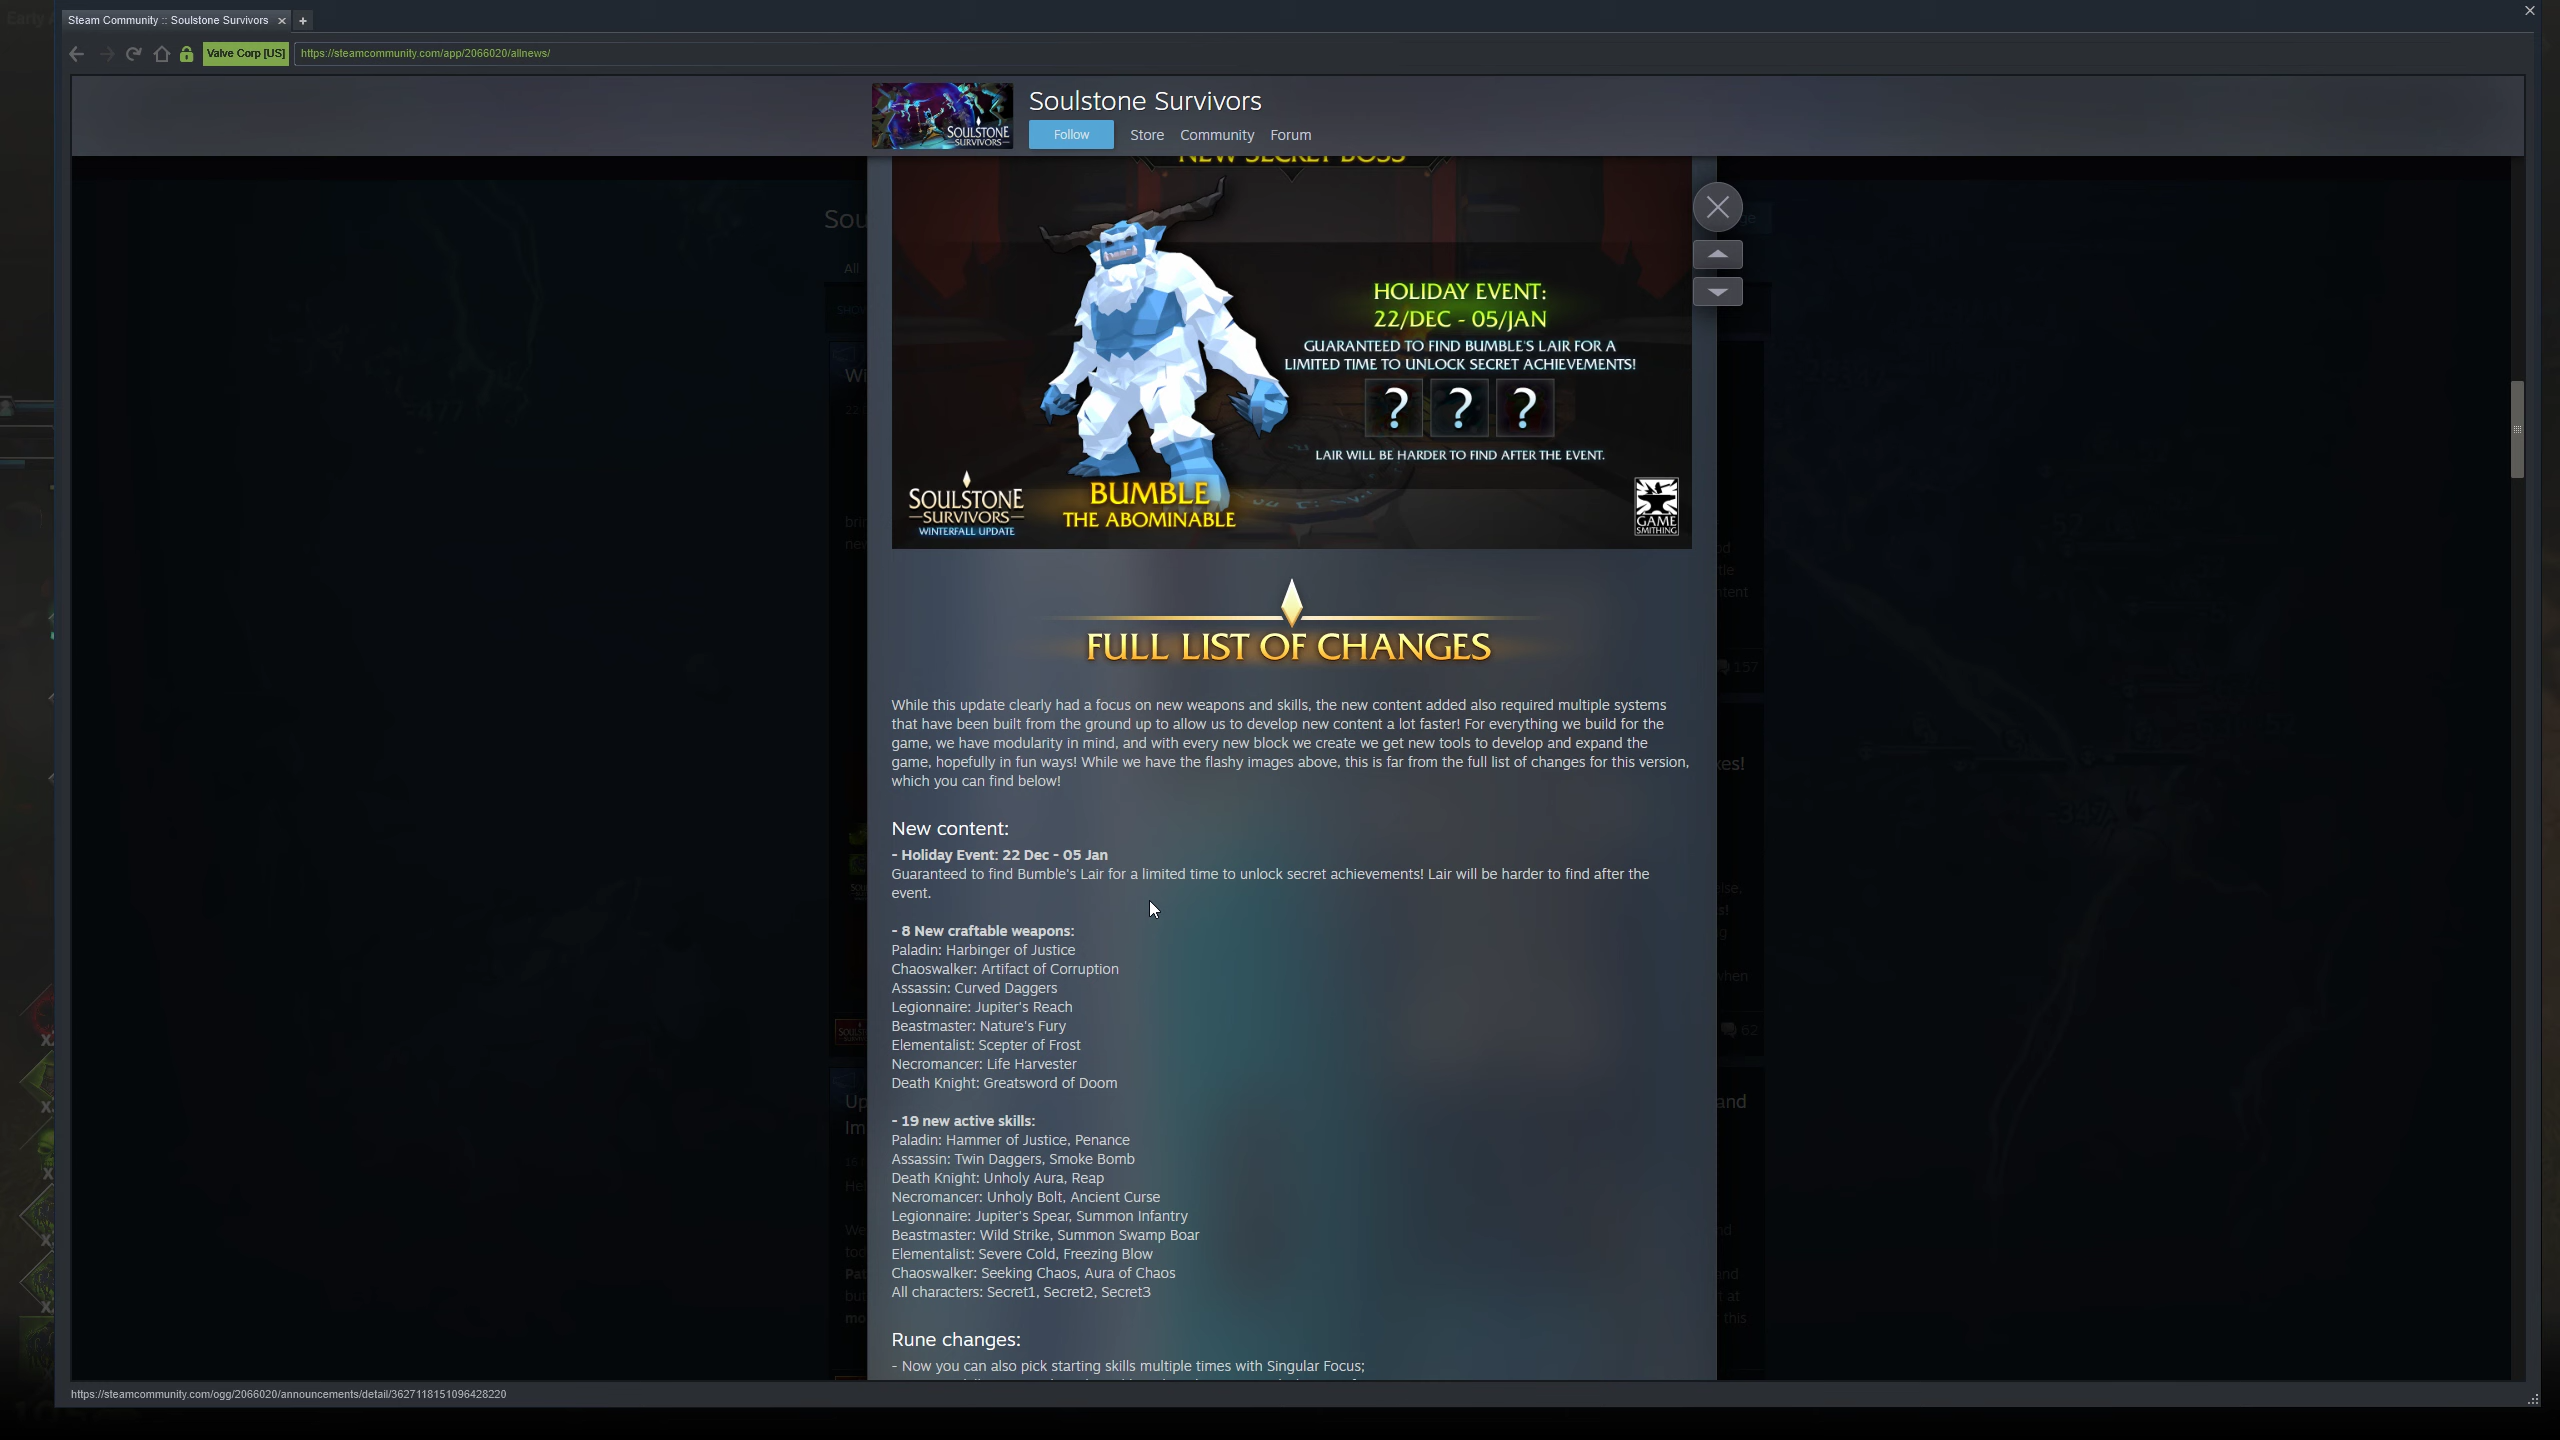 Steam Community :: Soulstone Survivors
Valve Corp [US]
https://steamcommunity.com/app/2066020/allnews/
Soulstone Survivors
Follow
Store
Community
Forum
SOULSTONE
SURVIVORS
NEW SECRET BOSS
HOLIDAY EVENT:
22/DEC - 05/JAN
GUARANTEED TO FIND BUMBLE'S LAIR FOR A
LIMITED TIME TO UNLOCK SECRET ACHIEVEMENTS!
? ? ?
LAIR WILL BE HARDER TO FIND AFTER THE EVENT.
SOULSTONE
SURVIVORS
WINTERFALL UPDATE
BUMBLE
THE ABOMINABLE
GAME
SMITHING
FULL LIST OF CHANGES
While this update clearly had a focus on new weapons and skills, the new content added also required multiple systems
that have been built from the ground up to allow us to develop new content a lot faster! For everything we build for the
game, we have modularity in mind, and with every new block we create we get new tools to develop and expand the
game, hopefully in fun ways! While we have the flashy images above, this is far from the full list of changes for this version,
which you can find below!
New content:
- Holiday Event: 22 Dec - 05 Jan
Guaranteed to find Bumble's Lair for a limited time to unlock secret achievements! Lair will be harder to find after the
event.
- 8 New craftable weapons:
Paladin: Harbinger of Justice
Chaoswalker: Artifact of Corruption
Assassin: Curved Daggers
Legionnaire: Jupiter's Reach
Beastmaster: Nature's Fury
Elementalist: Scepter of Frost
Necromancer: Life Harvester
Death Knight: Greatsword of Doom
- 19 new active skills:
Paladin: Hammer of Justice, Penance
Assassin: Twin Daggers, Smoke Bomb
Death Knight: Unholy Aura, Reap
Necromancer: Unholy Bolt, Ancient Curse
Legionnaire: Jupiter's Spear, Summon Infantry
Beastmaster: Wild Strike, Summon Swamp Boar
Elementalist: Severe Cold, Freezing Blow
Chaoswalker: Seeking Chaos, Aura of Chaos
All characters: Secret1, Secret2, Secret3
Rune changes:
- Now you can also pick starting skills multiple times with Singular Focus;
https://steamcommunity.com/ogg/2066020/announcements/detail/3627118151096428220
All
157
62
and